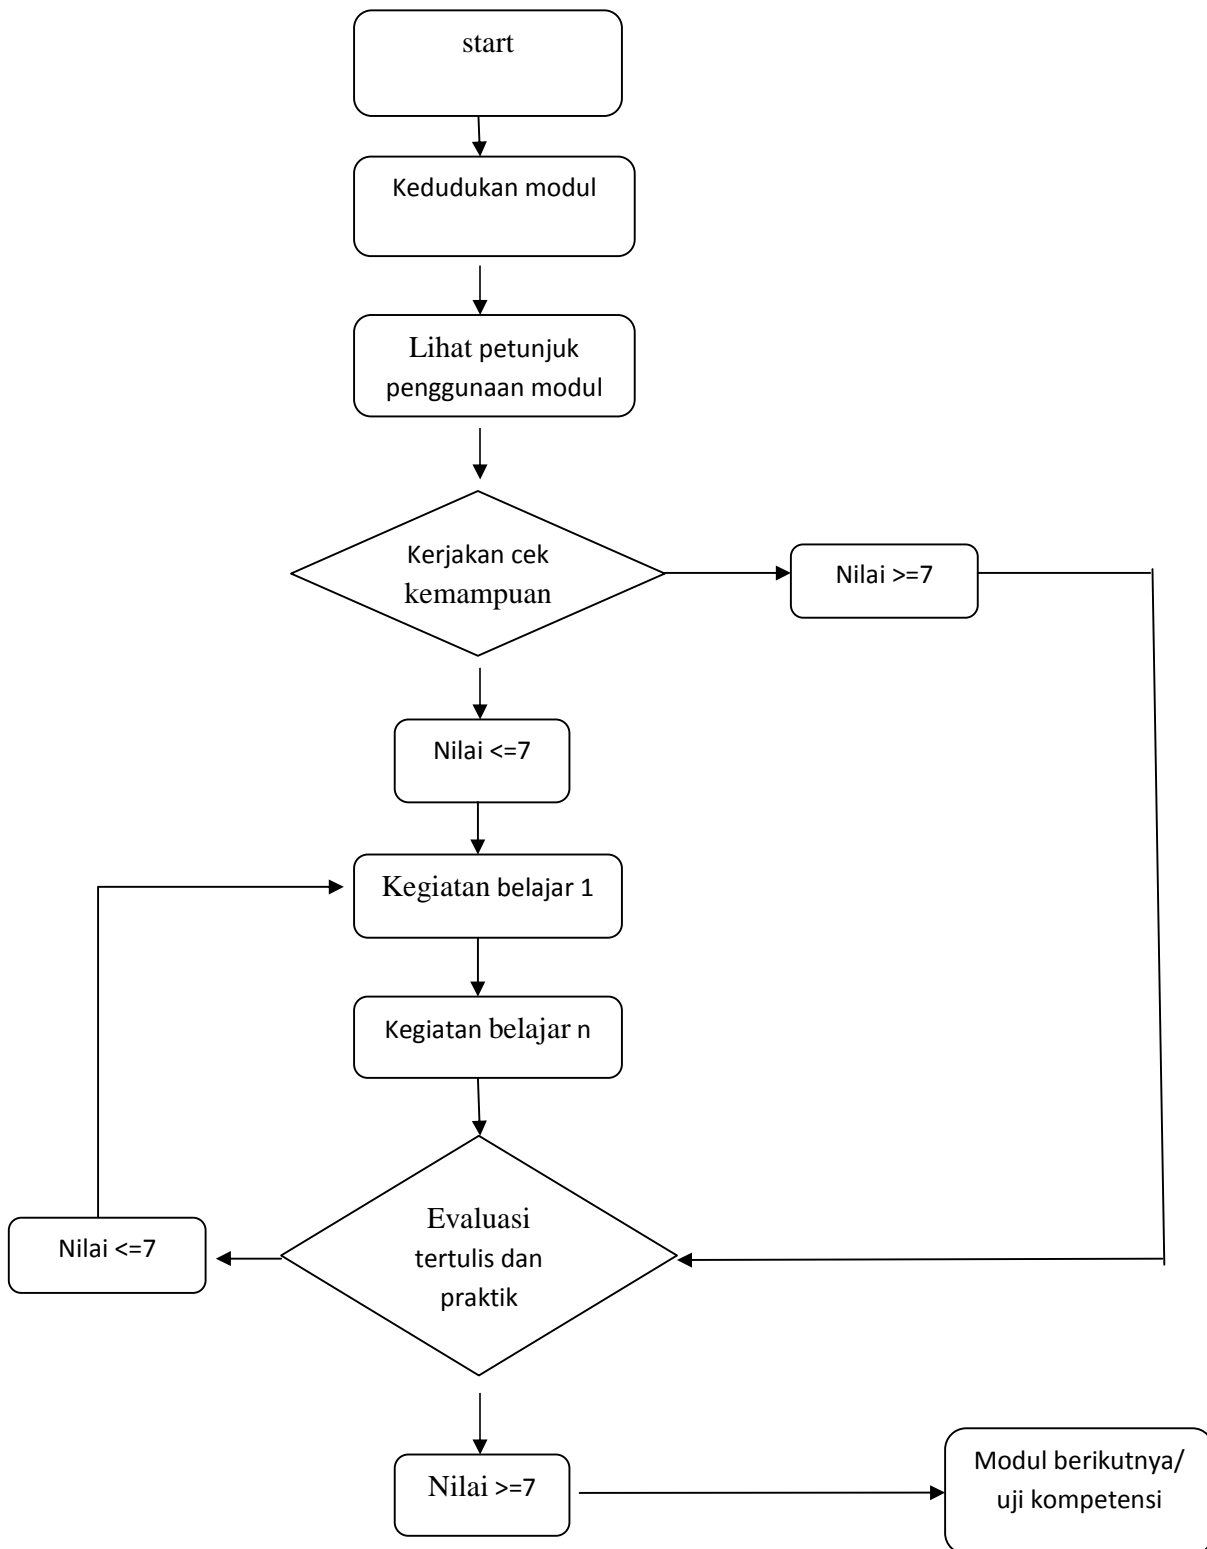 start
Kedudukan modul
Lihat petunjuk
penggunaan modul
Kerjakan cek
kemampuan
Nilai >=7
Nilai <=7
Kegiatan belajar 1
Kegiatan belajar n
Evaluasi
tertulis dan
praktik
Nilai <=7
Nilai >=7
Modul berikutnya/
uji kompetensi